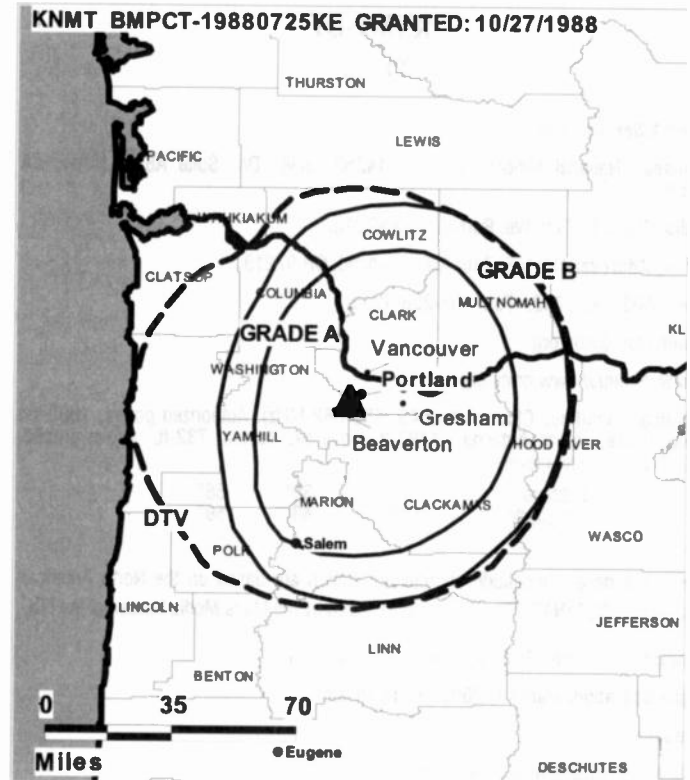 KNMT BMPCT-19880725KE GRANTED: 10/27/1988
THURSTON
LEWIS
PACIFIC
WAHKIAKUM
COWLITZ
GRADE B
CLATSOP
COLUMBIA
MULTNOMAH
CLARK
KL
GRADE A
Vancouver
WASHINGTON
Portland
Gresham
YAMHILL
Beaverton
HOOD RIVER
MARION
CLACKAMAS
DTV
WASCO
Salem
POLK
LINCOLN
JEFFERSON
LINN
BENTON
0 35 70
Miles
Eugene
DESCHUTES